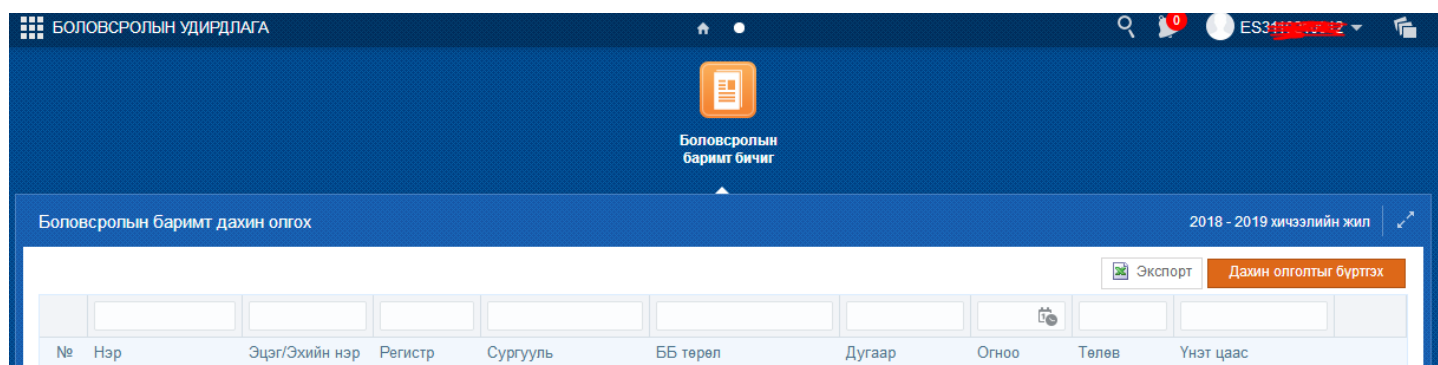 БОЛОВСРОЛЫН УДИРДЛАГА
0
Боловсролын
баримт бичиг
Боловсролын баримт дахин олгох
2018 - 2019 хичээлийн жил
Экспорт
Дахин олголтыг бүртгэх
№ Нэр Эцэг/Эхийн нэр Регистр Сургууль ББ төрөл Дугаар Огноо Төлөв Үнэт цаас